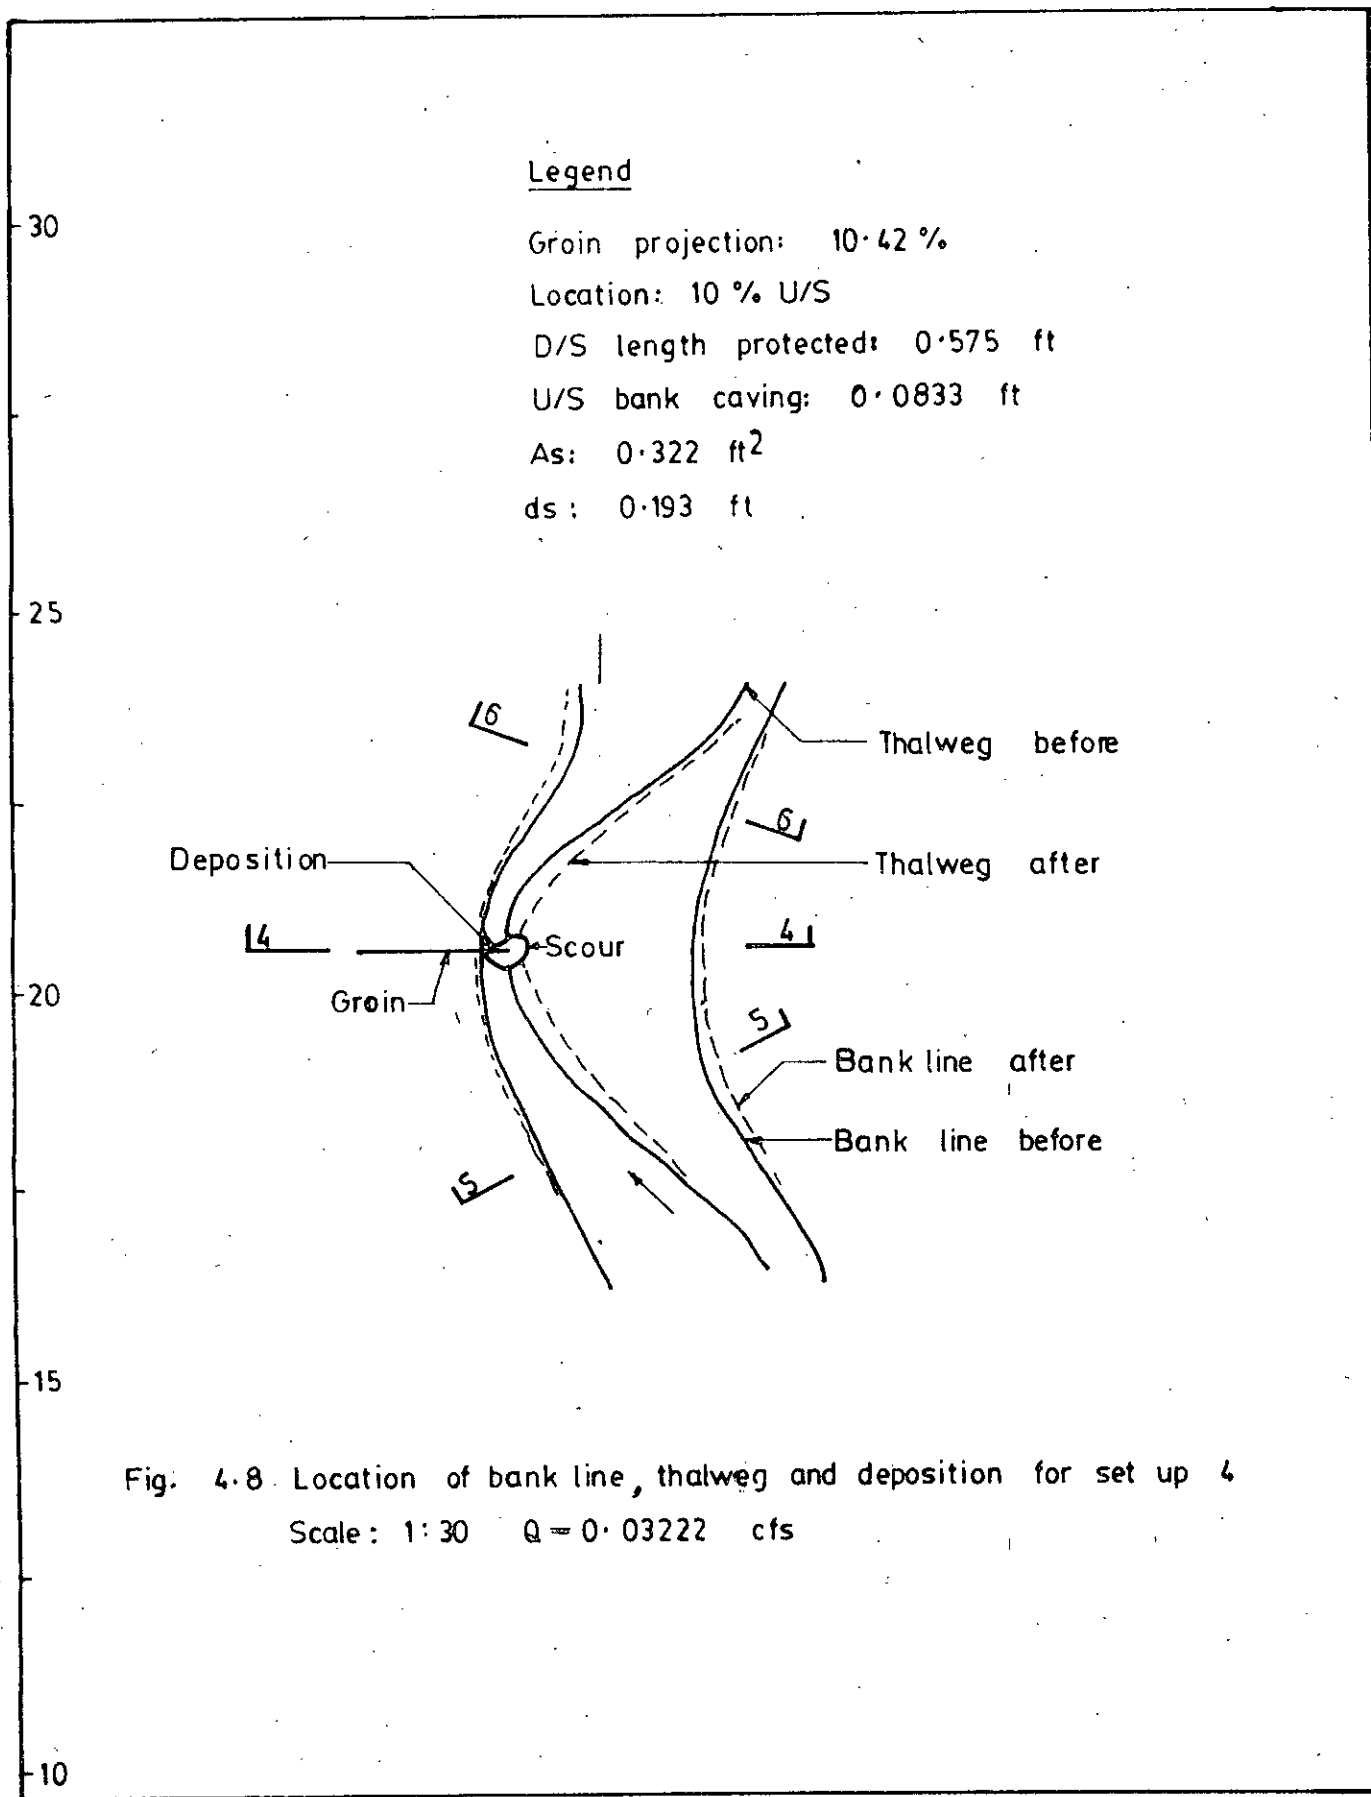 Legend
30
Groin projection: 10·42 %
Location: 10 % U/S
D/S length protected: 0·575 ft
U/S bank caving: 0·0833 ft
As: 0·322 ft²
ds: 0·193 ft
25
6
Thalweg before
6
Deposition
Thalweg after
4
4
Scour
20
Groin
5
Bank line after
Bank line before
5
15
Fig. 4·8 Location of bank line, thalweg and deposition for set up 4
Scale: 1:30 Q = 0·03222 cfs
10